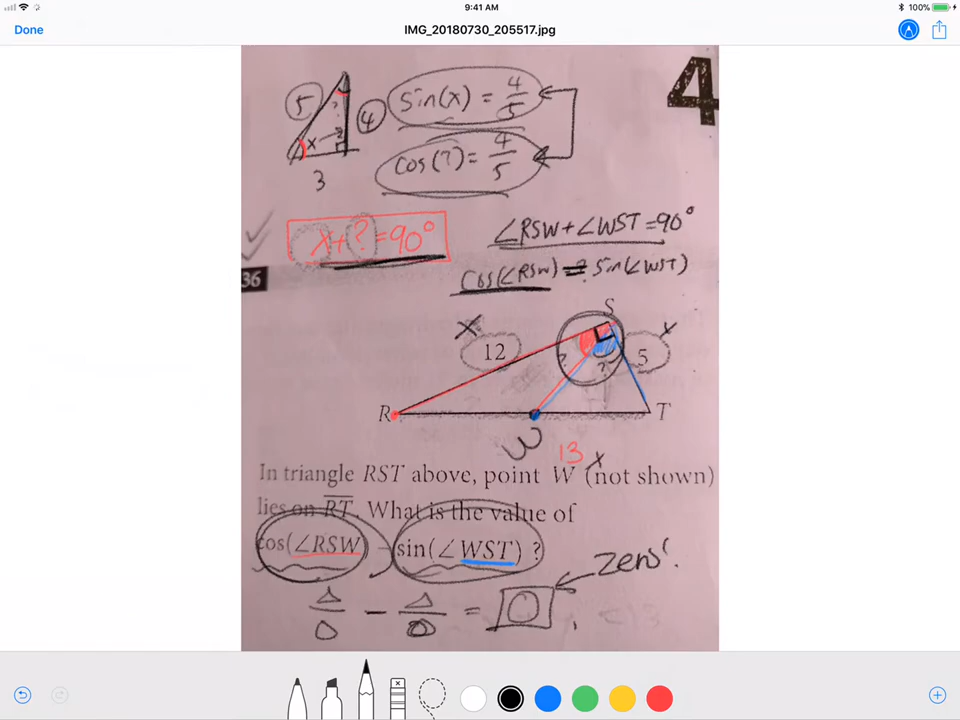 9:41 AM
100%
Done
IMG_20180730_205517.jpg
4
5
4
sin(x) = 4/5
x
?
3
cos(?) = 4/5
x+?=90°
∠RSW+∠WST=90°
36
Cos(∠RSW) = sin(∠WST)
S
x
12
5
x
?
?
R
T
W
13
x
In triangle RST above, point W (not shown)
lies on RT. What is the value of
cos(∠RSW) – sin(∠WST) ?
zero!
Δ/O − Δ/O = 0